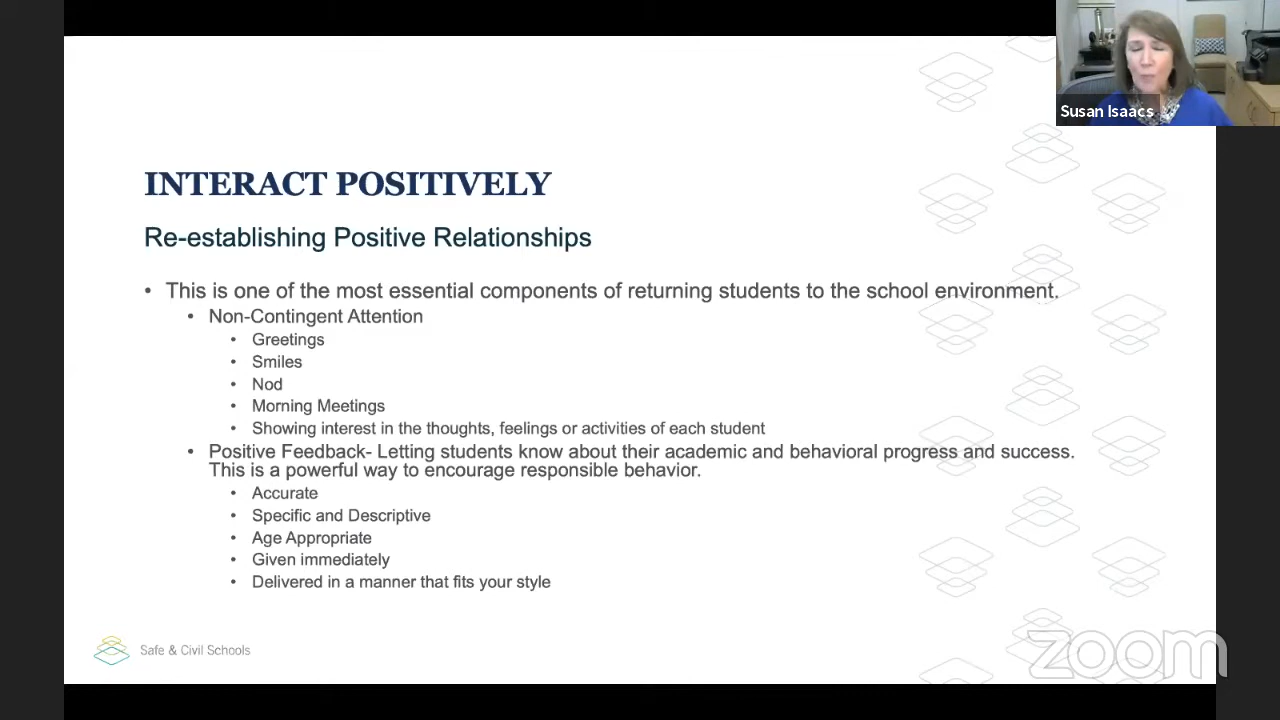 Susan Isaacs
INTERACT POSITIVELY
Re-establishing Positive Relationships
• This is one of the most essential components of returning students to the school environment.
• Non-Contingent Attention
• Greetings
• Smiles
• Nod
• Morning Meetings
• Showing interest in the thoughts, feelings or activities of each student
• Positive Feedback- Letting students know about their academic and behavioral progress and success.
This is a powerful way to encourage responsible behavior.
• Accurate
• Specific and Descriptive
• Age Appropriate
• Given immediately
• Delivered in a manner that fits your style
Safe & Civil Schools
zoom